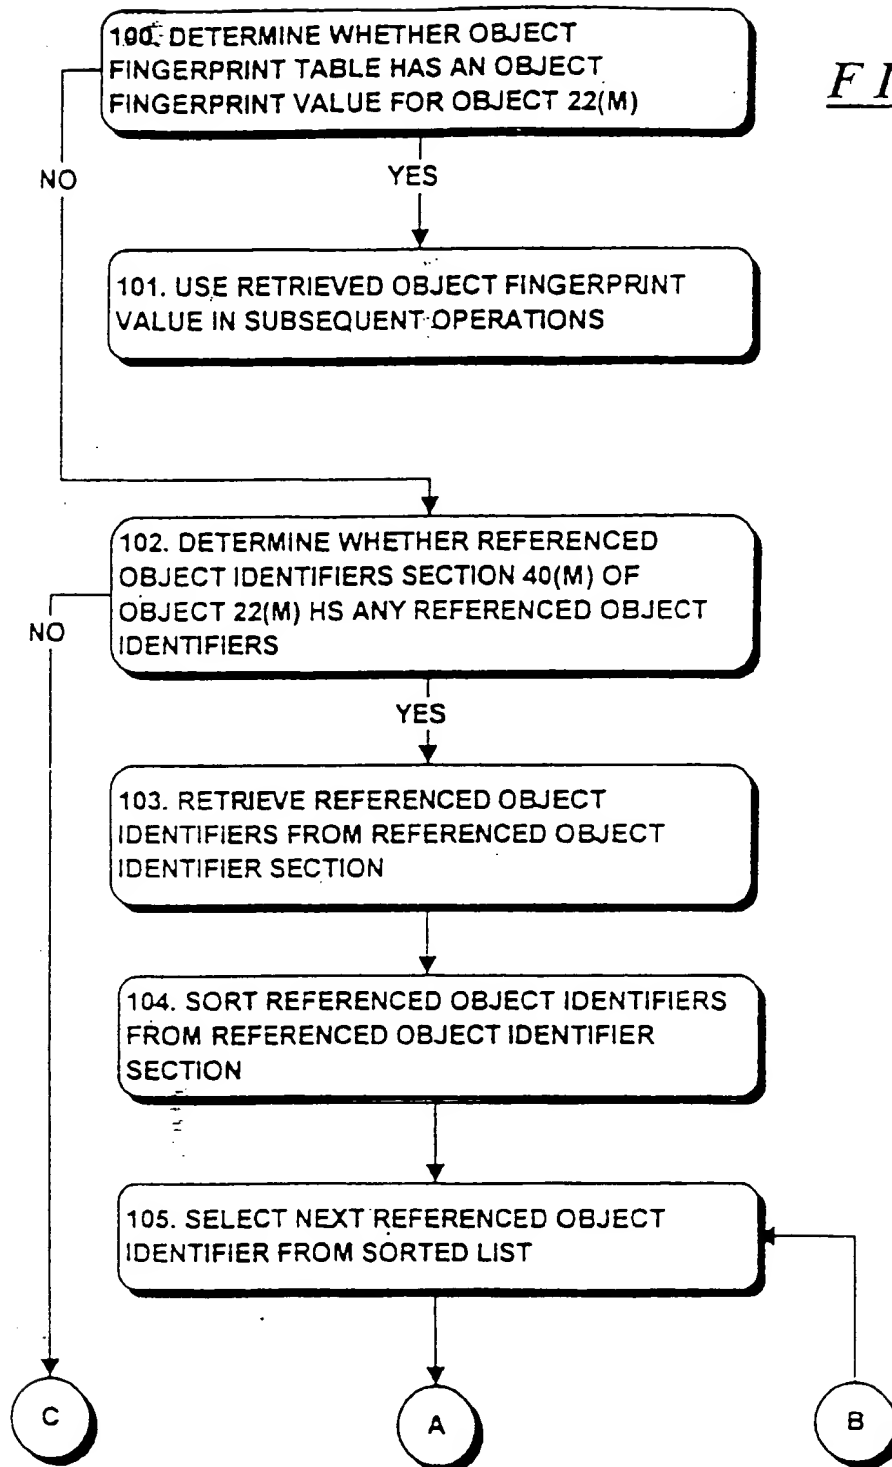 100. DETERMINE WHETHER OBJECT
FINGERPRINT TABLE HAS AN OBJECT
FINGERPRINT VALUE FOR OBJECT 22(M)
F I
NO
YES
101. USE RETRIEVED OBJECT FINGERPRINT
VALUE IN SUBSEQUENT OPERATIONS
102. DETERMINE WHETHER REFERENCED
OBJECT IDENTIFIERS SECTION 40(M) OF
OBJECT 22(M) HS ANY REFERENCED OBJECT
IDENTIFIERS
NO
YES
103. RETRIEVE REFERENCED OBJECT
IDENTIFIERS FROM REFERENCED OBJECT
IDENTIFIER SECTION
104. SORT REFERENCED OBJECT IDENTIFIERS
FROM REFERENCED OBJECT IDENTIFIER
SECTION
105. SELECT NEXT REFERENCED OBJECT
IDENTIFIER FROM SORTED LIST
C
A
B